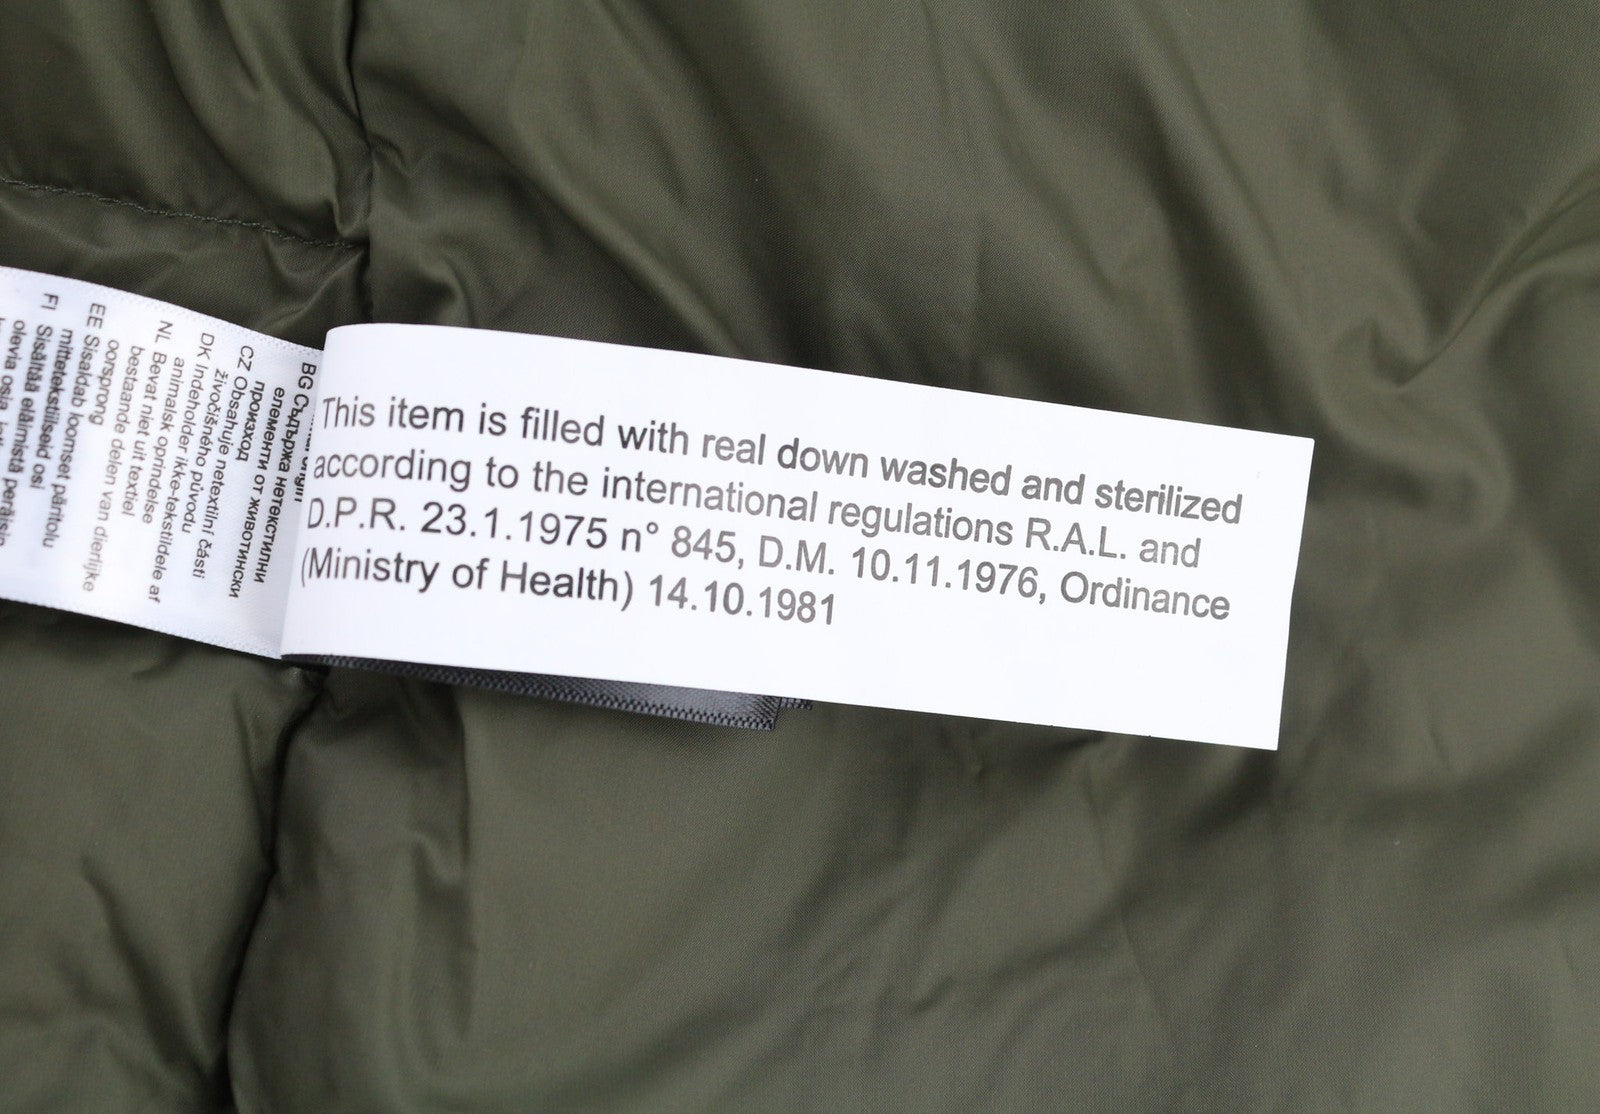 This item is filled with real down washed and sterilized
according to the international regulations R.A.L. and
D.P.R. 23.1.1975 n° 845, D.M. 10.11.1976, Ordinance
(Ministry of Health) 14.10.1981
BG Съдържа нетекстилни
елементи от животински
произход
CZ Obsahuje netextilní části
živočišného původu
DK Indeholder ikke-tekstildele af
animalsk oprindelse
NL Bevat niet uit textiel
bestaande delen van dierlijke
oorsprong
EE Sisaldab loomset päritolu
mittetekstiilseid osi
FI Sisältää eläimistä peräisin
olevia osia